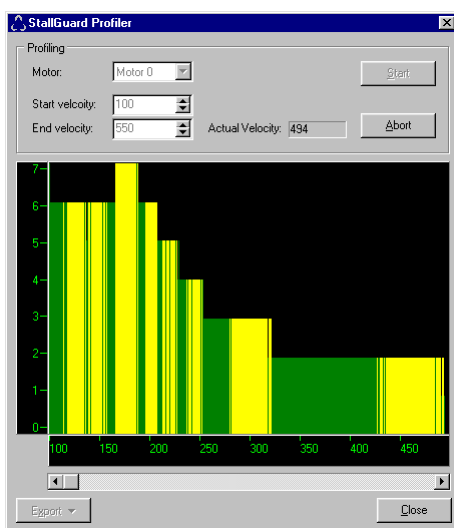 StallGuard Profiler
Profiling
Motor: Motor 0 Start
Start velcoity: 100
End velocity: 550 Actual Velocity: 494 Abort
7
6
5
4
3
2
1
0
100 150 200 250 300 350 400 450
Export Close